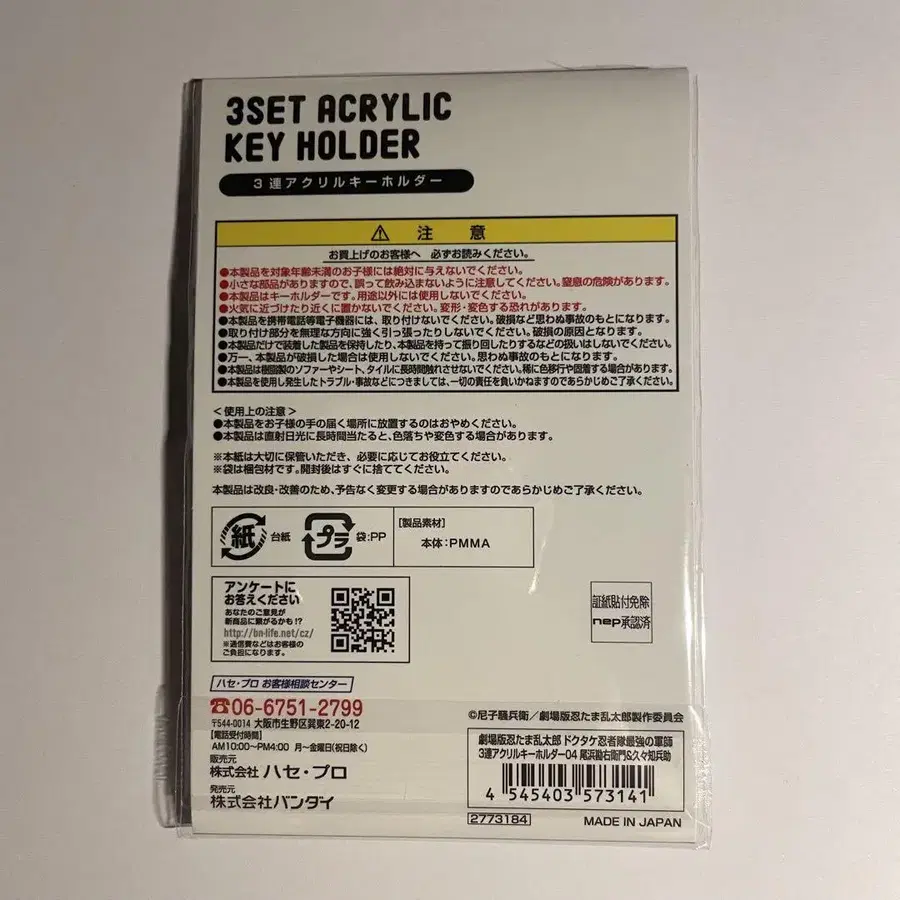 3SET ACRYLIC
KEY HOLDER
3連アクリルキーホルダー
⚠ 注意
お買上げのお客様へ 必ずお読みください。
●本製品を対象年齢未満のお子様には絶対に与えないでください。
●小さな部品がありますので、誤って飲み込まないように注意してください。窒息の危険があります。
●本製品はキーホルダーです。用途以外には使用しないでください。
●火気に近づけたり近くに置かないでください。変形・変色する恐れがあります。
●本製品を携帯電話等電子機器には、取り付けないでください。破損など思わぬ事故のもとになります。
●取り付け部分を無理な方向に強く引っ張ったりしないでください。破損の原因となります。
●本製品だけで装着した製品を保持したり、本製品を持って振り回したりするなどの扱いはしないでください。
●万一、本製品が破損した場合は使用しないでください。思わぬ事故のもとになります。
●本製品は樹脂製のソファーやシート、タイルに長時間触れさせないでください。稀に色移行や固着する場合があります。
●本製品を使用し発生したトラブル・事故などにつきましては、一切の責任を負いかねますのであらかじめご了承ください。
<使用上の注意>
●本製品をお子様の手の届く場所に放置するのはおやめください。
●本製品は直射日光に長時間当たると、色落ちや変色する場合があります。
※本紙は大切に保管いただき、必要に応じてお役立てください。
※袋は梱包材です。開封後はすぐに捨ててください。
本製品は改良・改善のため、予告なく変更する場合がありますのであらかじめご了承ください。
紙 台紙 プラ 袋:PP
[製品素材]
本体:PMMA
アンケートに
お答えください
あなたのご意見が
新商品に繋がるかも!?
http://bn-life.net/cz/
※通信費などはお客様の
ご負担になります。
証紙貼付免除
nep承認済
ハセ・プロ お客様相談センター
☎06-6751-2799
〒544-0014 大阪市生野区巽東2-20-12
【電話受付時間】
AM10:00〜PM4:00 月〜金曜日(祝日除く)
販売元
株式会社 ハセ・プロ
発売元
株式会社バンダイ
©尼子騒兵衛/劇場版忍たま乱太郎製作委員会
劇場版忍たま乱太郎 ドクタケ忍者隊最強の軍師
3連アクリルキーホルダー04 尾浜勘右衛門&久々知兵助
4 545403 573141
2773184
MADE IN JAPAN